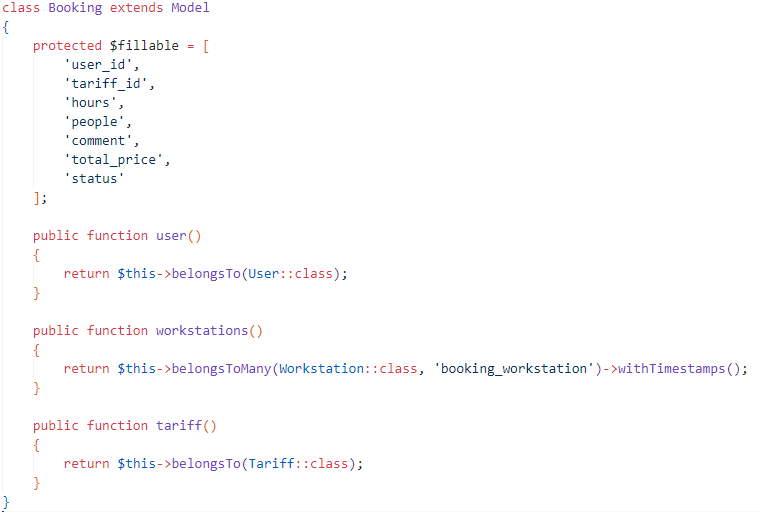 class Booking extends Model
{
    protected $fillable = [
        'user_id',
        'tariff_id',
        'hours',
        'people',
        'comment',
        'total_price',
        'status'
    ];

    public function user()
    {
        return $this->belongsTo(User::class);
    }

    public function workstations()
    {
        return $this->belongsToMany(Workstation::class, 'booking_workstation')->withTimestamps();
    }

    public function tariff()
    {
        return $this->belongsTo(Tariff::class);
    }
}